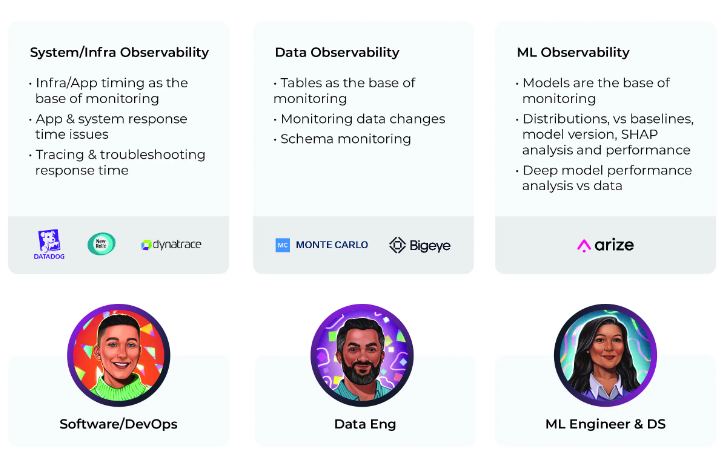 System/Infra Observability
• Infra/App timing as the
base of monitoring
• App & system response
time issues
• Tracing & troubleshooting
response time
DATADOG
New Relic
dynatrace
Data Observability
• Tables as the base of
monitoring
• Monitoring data changes
• Schema monitoring
MC MONTE CARLO
Bigeye
ML Observability
• Models are the base of
monitoring
• Distributions, vs baselines,
model version, SHAP
analysis and performance
• Deep model performance
analysis vs data
arize
Software/DevOps
Data Eng
ML Engineer & DS